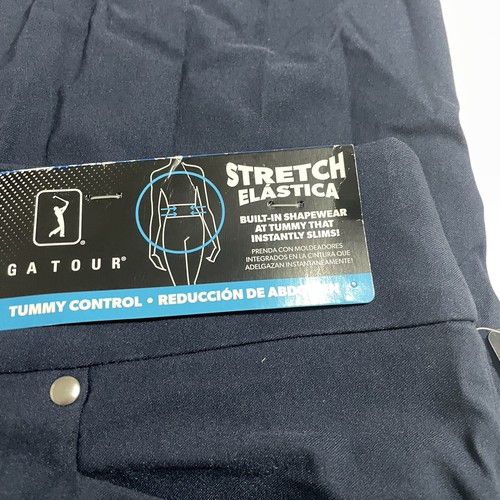 STRETCH
ELÁSTICA
BUILT-IN SHAPEWEAR
AT TUMMY THAT
INSTANTLY SLIMS!
PRENDA CON MOLDEADORES
INTEGRADOS EN LA CINTURA QUE
ADELGAZAN INSTANTÁNEAMENTE!
GATOUR®
TUMMY CONTROL • REDUCCIÓN DE ABDOMEN